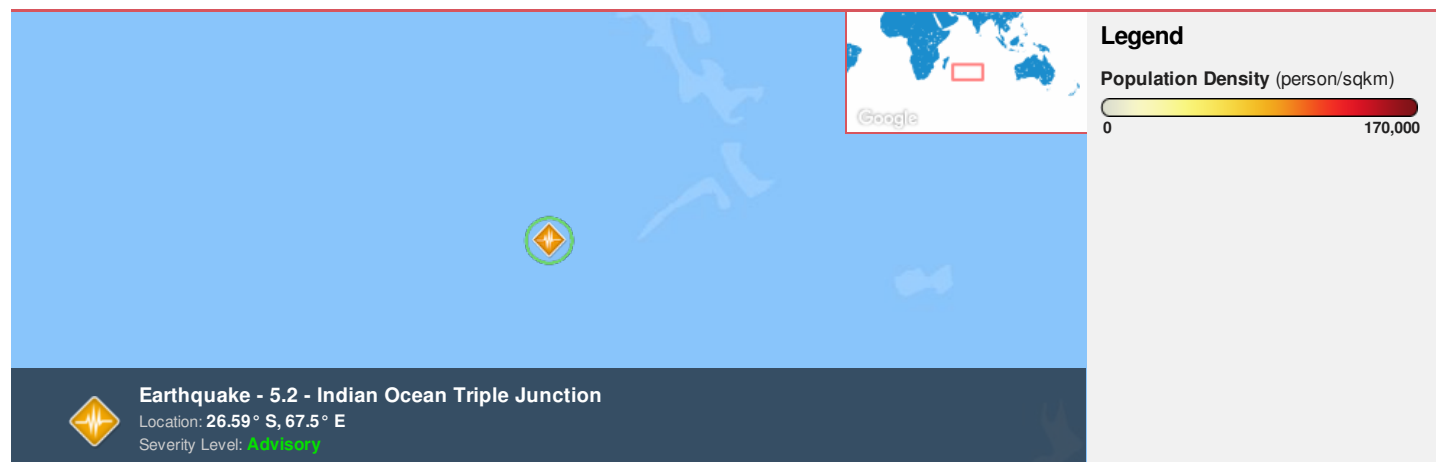 Google
Legend
Population Density (person/sqkm)
0 170,000
Earthquake - 5.2 - Indian Ocean Triple Junction
Location: 26.59° S, 67.5° E
Severity Level: Advisory